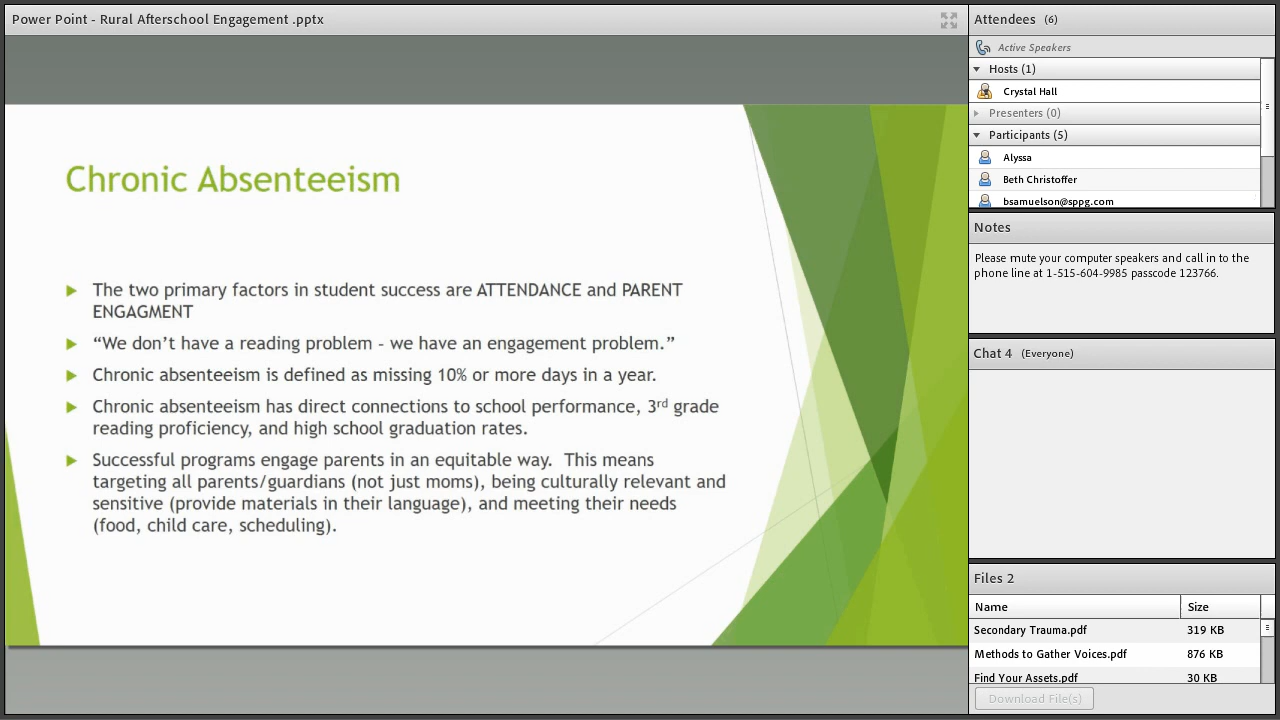 Power Point - Rural Afterschool Engagement .pptx
Chronic Absenteeism
The two primary factors in student success are ATTENDANCE and PARENT
ENGAGMENT
“We don’t have a reading problem - we have an engagement problem.”
Chronic absenteeism is defined as missing 10% or more days in a year.
Chronic absenteeism has direct connections to school performance, 3rd grade
reading proficiency, and high school graduation rates.
Successful programs engage parents in an equitable way.  This means
targeting all parents/guardians (not just moms), being culturally relevant and
sensitive (provide materials in their language), and meeting their needs
(food, child care, scheduling).
Attendees (6)
Active Speakers
Hosts (1)
Crystal Hall
Presenters (0)
Participants (5)
Alyssa
Beth Christoffer
bsamuelson@sppg.com
Notes
Please mute your computer speakers and call in to the
phone line at 1-515-604-9985 passcode 123766.
Chat 4 (Everyone)
Files 2
Name Size
Secondary Trauma.pdf 319 KB
Methods to Gather Voices.pdf 876 KB
Find Your Assets.pdf 30 KB
Download File(s)